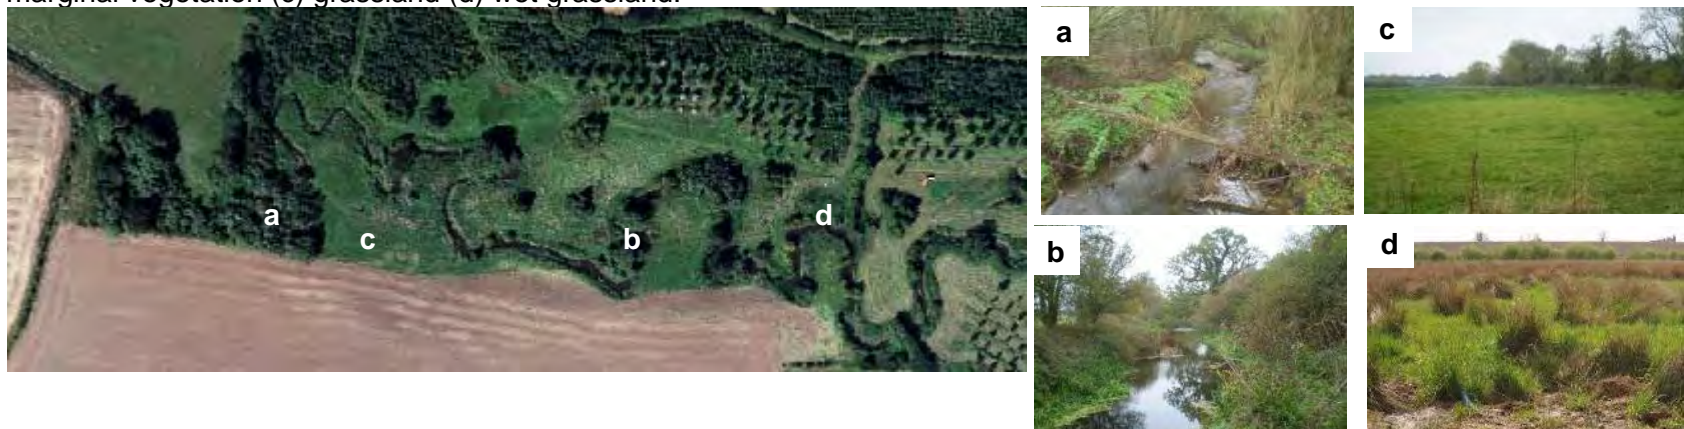 marginal vegetation (c) grassland (d) wet grassland.
a
c
b
d
a
c
b
d